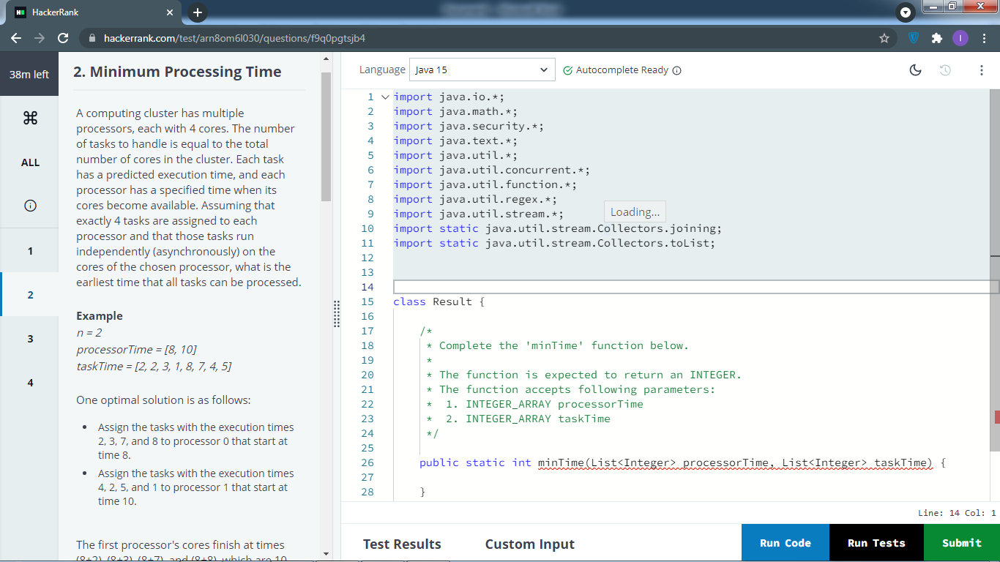 HackerRank
hackerrank.com/test/arn8om6l030/questions/f9q0pgtsjb4
I
38m left
ALL
1
2
3
4
2. Minimum Processing Time
A computing cluster has multiple
processors, each with 4 cores. The number
of tasks to handle is equal to the total
number of cores in the cluster. Each task
has a predicted execution time, and each
processor has a specified time when its
cores become available. Assuming that
exactly 4 tasks are assigned to each
processor and that those tasks run
independently (asynchronously) on the
cores of the chosen processor, what is the
earliest time that all tasks can be processed.
Example
n = 2
processorTime = [8, 10]
taskTime = [2, 2, 3, 1, 8, 7, 4, 5]
One optimal solution is as follows:
• Assign the tasks with the execution times
2, 3, 7, and 8 to processor 0 that start at
time 8.
• Assign the tasks with the execution times
4, 2, 5, and 1 to processor 1 that start at
time 10.
The first processor's cores finish at times
(8+2), (8+3), (8+7), and (8+8), which are 10,
Language Java 15 Autocomplete Ready
1 import java.io.*;
2 import java.math.*;
3 import java.security.*;
4 import java.text.*;
5 import java.util.*;
6 import java.util.concurrent.*;
7 import java.util.function.*;
8 import java.util.regex.*;
9 import java.util.stream.*;
Loading...
10 import static java.util.stream.Collectors.joining;
11 import static java.util.stream.Collectors.toList;
12
13
14
15 class Result {
16
17 /*
18 * Complete the 'minTime' function below.
19 *
20 * The function is expected to return an INTEGER.
21 * The function accepts following parameters:
22 * 1. INTEGER_ARRAY processorTime
23 * 2. INTEGER_ARRAY taskTime
24 */
25
26 public static int minTime(List<Integer> processorTime, List<Integer> taskTime) {
27
28 }
Line: 14 Col: 1
Test Results Custom Input Run Code Run Tests Submit